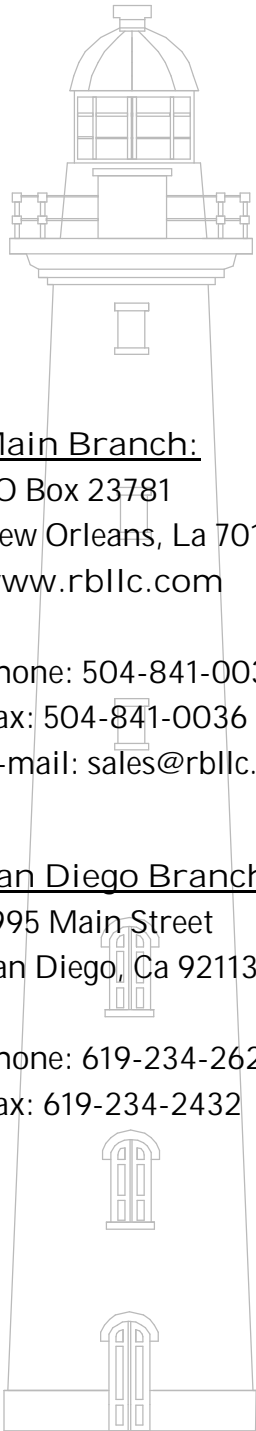 Main Branch:
O Box 23781
ew Orleans, La 701
ww.rbllc.com
hone: 504-841-003
ax: 504-841-0036
-mail: sales@rbllc.
an Diego Branch
995 Main Street
an Diego, Ca 92113
hone: 619-234-262
ax: 619-234-2432